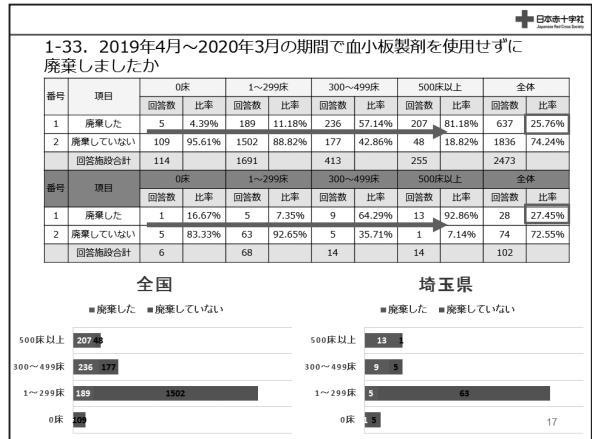 日本赤十字社
Japanese Red Cross Society
1-33. 2019年4月~2020年3月の期間で血小板製剤を使用せずに
廃棄しましたか
番号 項目 0床 1~299床 300~499床 500床以上 全体
回答数 比率 回答数 比率 回答数 比率 回答数 比率 回答数 比率
1 廃棄した 5 4.39% 189 11.18% 236 57.14% 207 81.18% 637 25.76%
2 廃棄していない 109 95.61% 1502 88.82% 177 42.86% 48 18.82% 1836 74.24%
回答施設合計 114 1691 413 255 2473
番号 項目 0床 1~299床 300~499床 500床以上 全体
回答数 比率 回答数 比率 回答数 比率 回答数 比率 回答数 比率
1 廃棄した 1 16.67% 5 7.35% 9 64.29% 13 92.86% 28 27.45%
2 廃棄していない 5 83.33% 63 92.65% 5 35.71% 1 7.14% 74 72.55%
回答施設合計 6 68 14 14 102
全国
■廃棄した ■廃棄していない
500床以上 207 48
300~499床 236 177
1~299床 189 1502
0床 109
埼玉県
■廃棄した ■廃棄していない
500床以上 13 1
300~499床 9 5
1~299床 5 63
0床 1 5
17